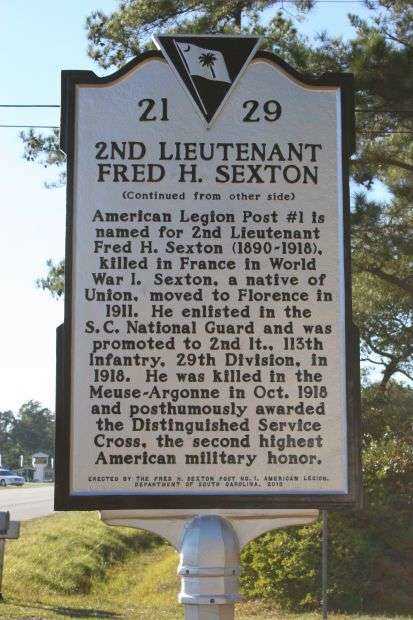 21 29
2ND LIEUTENANT
FRED H. SEXTON
(Continued from other side)
American Legion Post #1 is
named for 2nd Lieutenant
Fred H. Sexton (1890-1918),
killed in France in World
War I. Sexton, a native of
Union, moved to Florence in
1911. He enlisted in the
S.C. National Guard and was
promoted to 2nd lt., 113th
Infantry, 29th Division, in
1918. He was killed in the
Meuse-Argonne in Oct. 1918
and posthumously awarded
the Distinguished Service
Cross, the second highest
American military honor.
ERECTED BY THE FRED H. SEXTON POST NO. 1, AMERICAN LEGION,
DEPARTMENT OF SOUTH CAROLINA, 2010